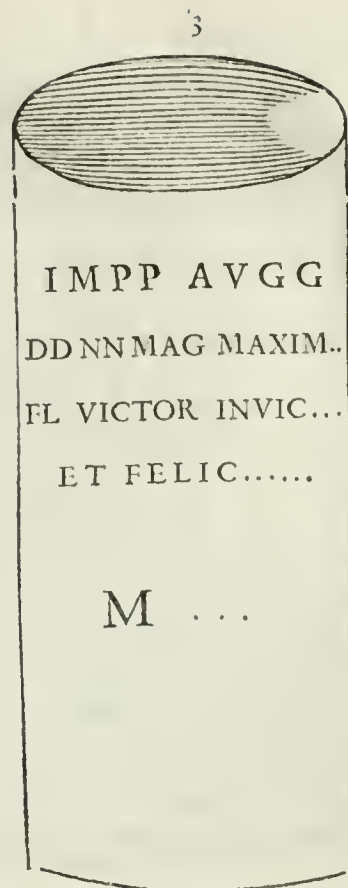 3
IMPP AVGG
DD NN MAG MAXIM..
FL VICTOR INVIC...
ET FELIC......
M ...